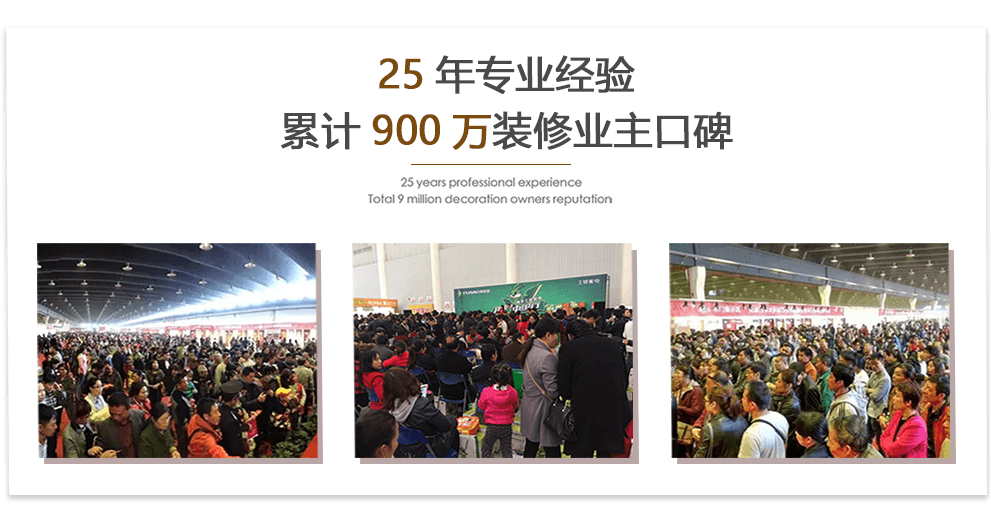 25 年专业经验
累计 900 万装修业主口碑
25 years professional experience
Total 9 million decoration owners reputation